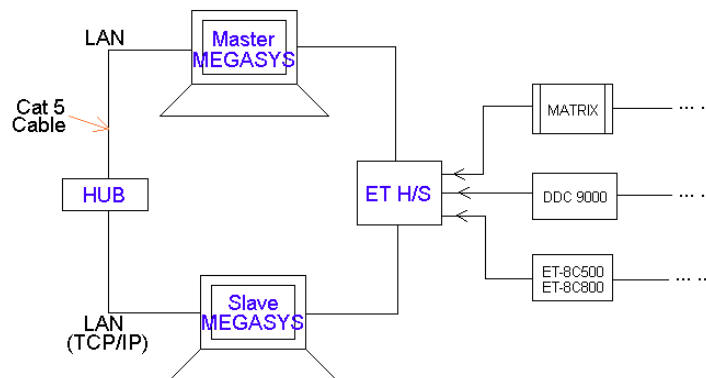 LAN
Master
MEGASYS
Cat 5
Cable
MATRIX
... ..
HUB
ET H/S
DDC 9000
... ..
ET-8C500
ET-8C800
... ..
Slave
MEGASYS
LAN
(TCP/IP)